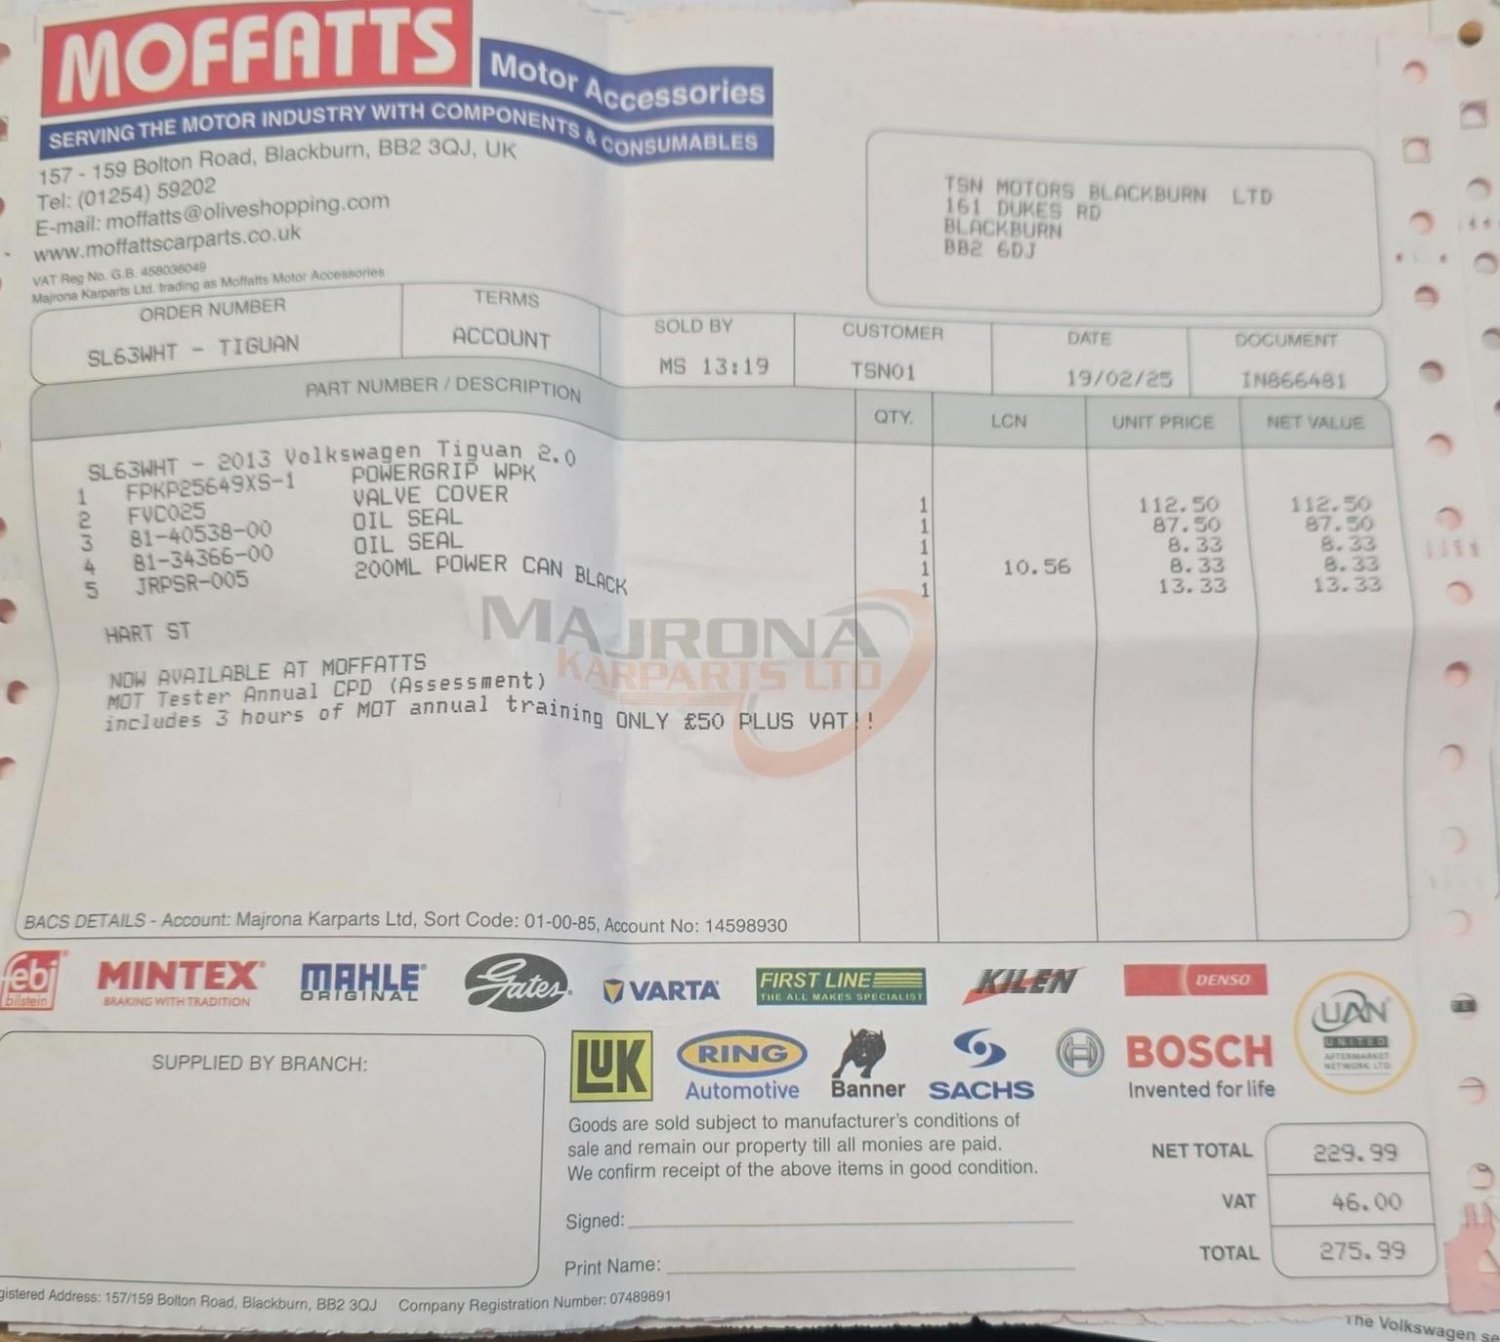 MOFFATTS
Motor Accessories
SERVING THE MOTOR INDUSTRY WITH COMPONENTS & CONSUMABLES
157 - 159 Bolton Road, Blackburn, BB2 3QJ, UK
Tel: (01254) 59202
E-mail: moffatts@oliveshopping.com
www.moffattscarparts.co.uk
VAT Reg No. G.B. 458036049
Majrona Karparts Ltd. trading as Moffatts Motor Accessories
TSN MOTORS BLACKBURN LTD
161 DUKES RD
BLACKBURN
BB2 6DJ
ORDER NUMBER TERMS SOLD BY CUSTOMER DATE DOCUMENT
SL63WHT - TIGUAN ACCOUNT MS 13:19 TSN01 19/02/25 IN866481
PART NUMBER / DESCRIPTION QTY. LCN UNIT PRICE NET VALUE
SL63WHT - 2013 Volkswagen Tiguan 2.0
1 FPKP25649XS-1 POWERGRIP WPK 1 112.50 112.50
2 FVC025 VALVE COVER 1 87.50 87.50
3 81-40538-00 OIL SEAL 1 8.33 8.33
4 81-34366-00 OIL SEAL 1 10.56 8.33 8.33
5 JRPSR-005 200ML POWER CAN BLACK 1 13.33 13.33
HART ST
MAJRONA
KARPARTS LTD
NOW AVAILABLE AT MOFFATTS
MOT Tester Annual CPD (Assessment)
includes 3 hours of MOT annual training ONLY £50 PLUS VAT!!
BACS DETAILS - Account: Majrona Karparts Ltd, Sort Code: 01-00-85, Account No: 14598930
febi bilstein
MINTEX
BRAKING WITH TRADITION
MAHLE
ORIGINAL
Gates
VARTA
FIRST LINE
THE ALL MAKES SPECIALIST
KILEN
DENSO
UAN
UNITED
AFTERMARKET
NETWORK LTD
LUK
RING
Automotive
Banner
SACHS
BOSCH
Invented for life
SUPPLIED BY BRANCH:
Goods are sold subject to manufacturer's conditions of
sale and remain our property till all monies are paid.
We confirm receipt of the above items in good condition.
Signed:
Print Name:
NET TOTAL 229.99
VAT 46.00
TOTAL 275.99
gistered Address: 157/159 Bolton Road, Blackburn, BB2 3QJ Company Registration Number: 07489891
The Volkswagen